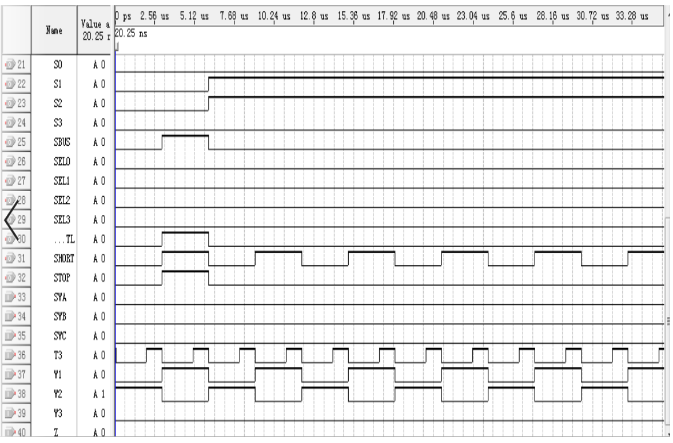 0 ps 2.56 us 5.12 us 7.68 us 10.24 us 12.8 us 15.36 us 17.92 us 20.48 us 23.04 us 25.6 us 28.16 us 30.72 us 33.28 us
Name Value a
20.25 r
20.25 ns
21 S0 A 0
22 S1 A 0
23 S2 A 0
24 S3 A 0
25 SBUS A 0
26 SEL0 A 0
27 SEL1 A 0
28 SEL2 A 0
29 SEL3 A 0
30 ...TL A 0
31 SHORT A 0
32 STOP A 0
33 SWA A 0
34 SWB A 0
35 SWC A 0
36 T3 A 0
37 W1 A 0
38 W2 A 1
39 W3 A 0
40 Z A 0